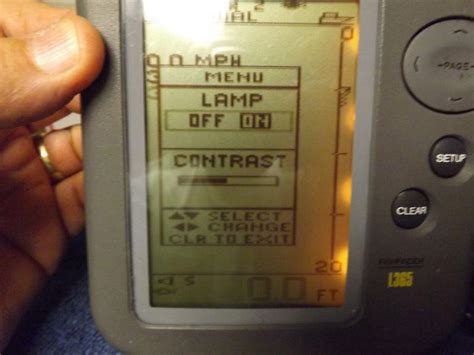 0
0.0 MPH
MENU
LAMP
OFF ON
CONTRAST
▲▼ SELECT
◀▶ CHANGE
CLR TO EXIT
S
20
0.0 FT
PAGE
SETUP
CLEAR
L365